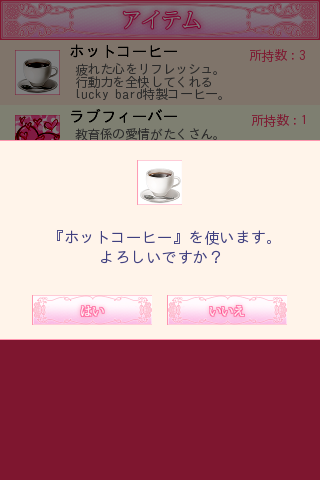 アイテム
ホットコーヒー
所持数：3
疲れた心をリフレッシュ。
行動力を全快してくれる
lucky bard特製コーヒー。
ラブフィーバー
所持数：1
教育係の愛情がたくさん。
『ホットコーヒー』を使います。
よろしいですか？
はい
いいえ